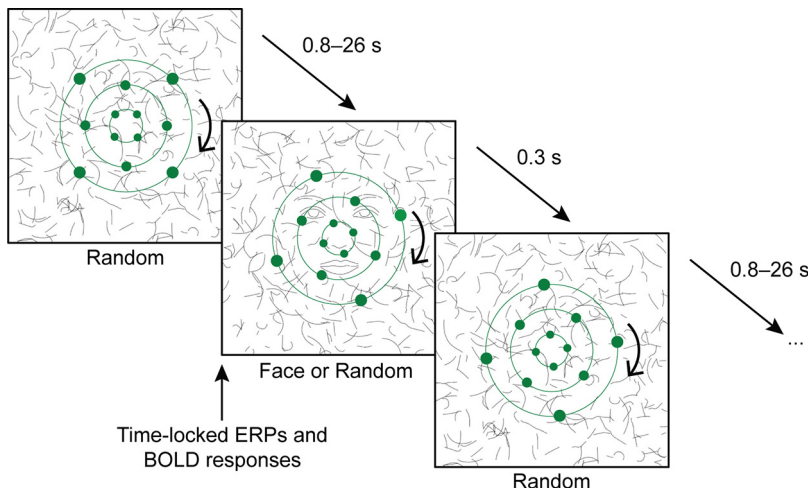 0.8–26 s
Random
0.3 s
Face or Random
0.8–26 s
...
Time-locked ERPs and
BOLD responses
Random